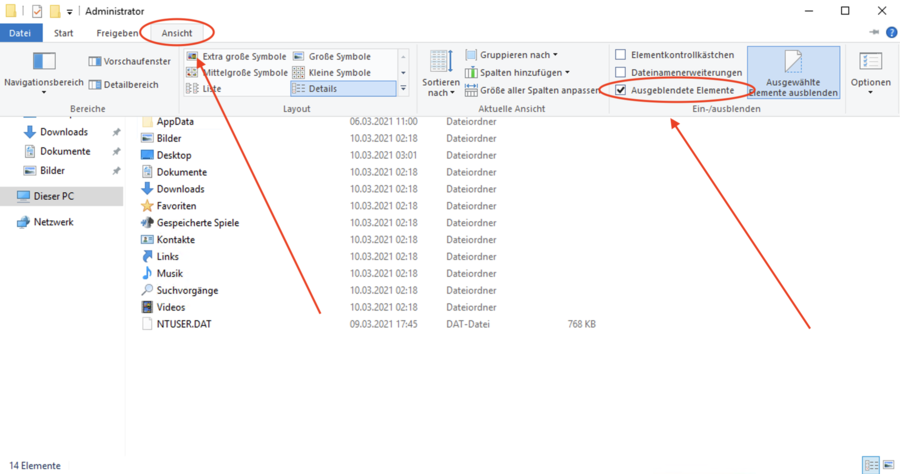 Administrator
Datei Start Freigeben Ansicht
Navigationsbereich
Vorschaufenster
Detailbereich
Bereiche
Extra große Symbole Große Symbole
Mittelgroße Symbole Kleine Symbole
Liste Details
Layout
Sortieren nach
Gruppieren nach
Spalten hinzufügen
Größe aller Spalten anpassen
Aktuelle Ansicht
Elementkontrollkästchen
Dateinamenerweiterungen
Ausgeblendete Elemente
Ausgewählte
Elemente ausblenden
Ein-/ausblenden
Optionen
Downloads
Dokumente
Bilder
Dieser PC
Netzwerk
AppData 06.03.2021 11:00 Dateiordner
Bilder 10.03.2021 02:18 Dateiordner
Desktop 10.03.2021 03:01 Dateiordner
Dokumente 10.03.2021 02:18 Dateiordner
Downloads 10.03.2021 02:18 Dateiordner
Favoriten 10.03.2021 02:18 Dateiordner
Gespeicherte Spiele 10.03.2021 02:18 Dateiordner
Kontakte 10.03.2021 02:18 Dateiordner
Links 10.03.2021 02:18 Dateiordner
Musik 10.03.2021 02:18 Dateiordner
Suchvorgänge 10.03.2021 02:18 Dateiordner
Videos 10.03.2021 02:18 Dateiordner
NTUSER.DAT 09.03.2021 17:45 DAT-Datei 768 KB
14 Elemente